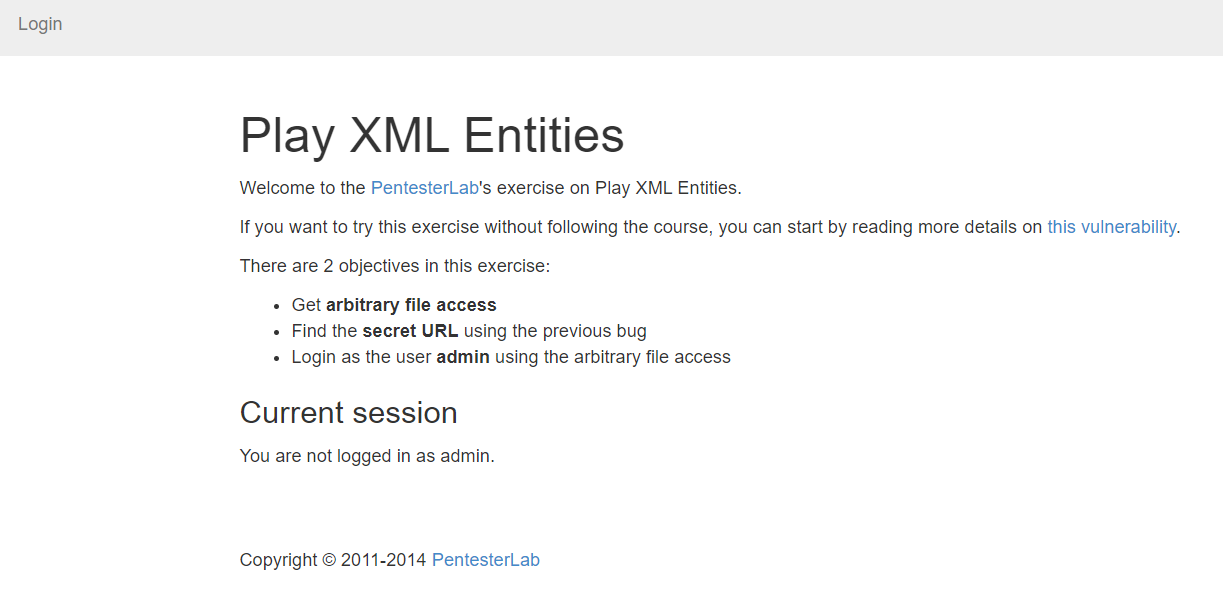 Login
Play XML Entities
Welcome to the PentesterLab's exercise on Play XML Entities.
If you want to try this exercise without following the course, you can start by reading more details on this vulnerability.
There are 2 objectives in this exercise:
• Get arbitrary file access
• Find the secret URL using the previous bug
• Login as the user admin using the arbitrary file access
Current session
You are not logged in as admin.
Copyright © 2011-2014 PentesterLab